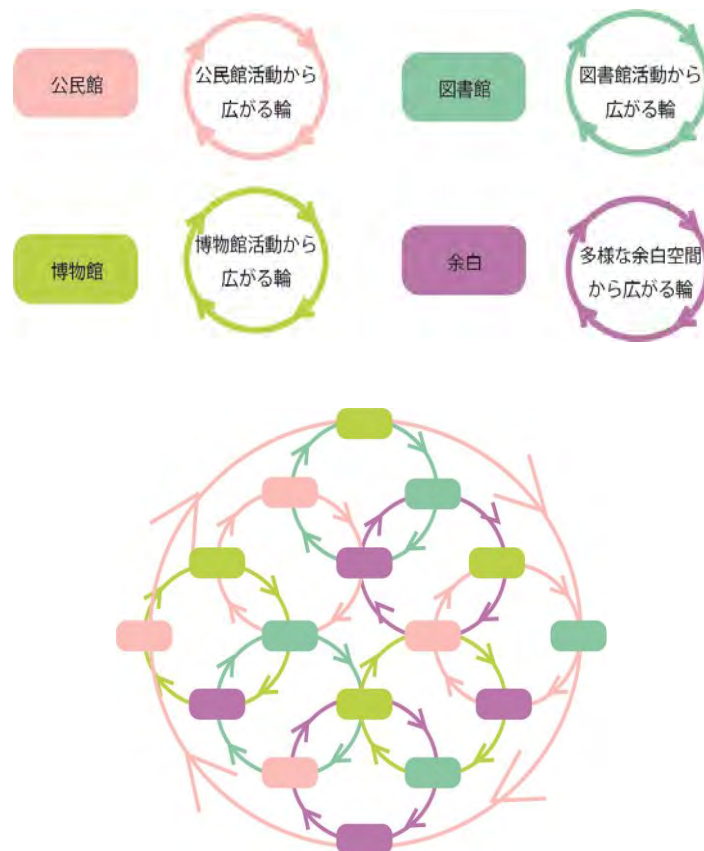 公民館
公民館活動から
広がる輪
図書館
図書館活動から
広がる輪
博物館
博物館活動から
広がる輪
余白
多様な余白空間
から広がる輪